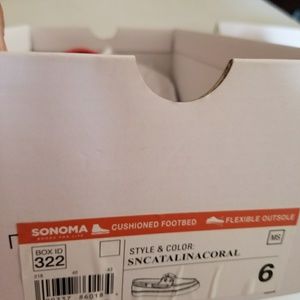 SONOMA CUSHIONED FOOTBED FLEXIBLE OUTSOLE
GOODS FOR LIFE
BOX ID
322
STYLE & COLOR:
SNCATALINACORAL
MS
6